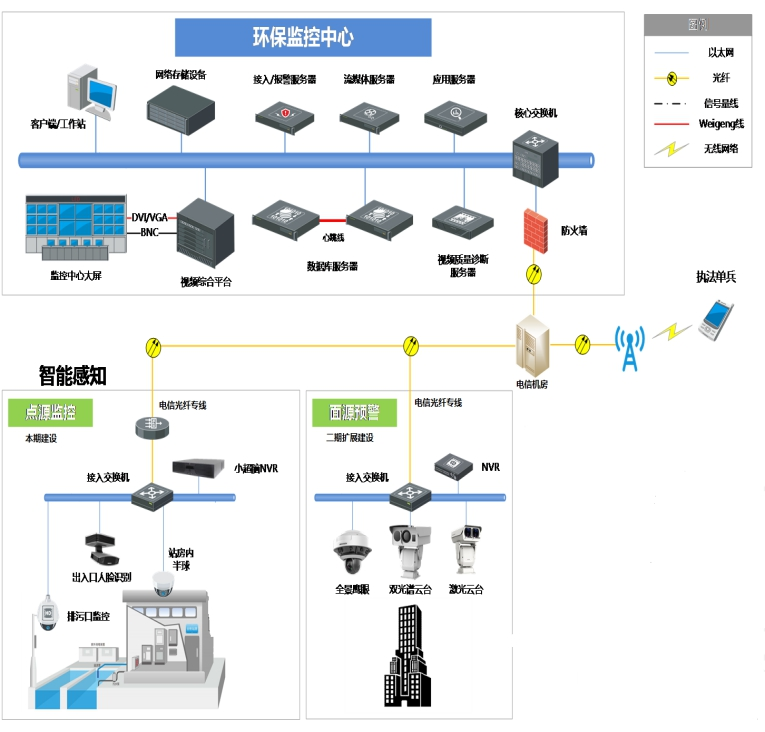 环保监控中心
图例
以太网
光纤
信号量线
Weigeng线
无线网络
网络存储设备
接入/报警服务器
流媒体服务器
应用服务器
核心交换机
客户端/工作站
DVI/VGA
BNC
心跳线
防火墙
监控中心大屏
视频综合平台
数据库服务器
视频质量诊断
服务器
执法单兵
电信机房
智能感知
点源监控
本期建设
电信光纤专线
接入交换机
小超脑NVR
出入口人脸识别
站房内
半球
排污口监控
面源预警
二期扩展建设
电信光纤专线
接入交换机
NVR
全景鹰眼
双光谱云台
激光云台